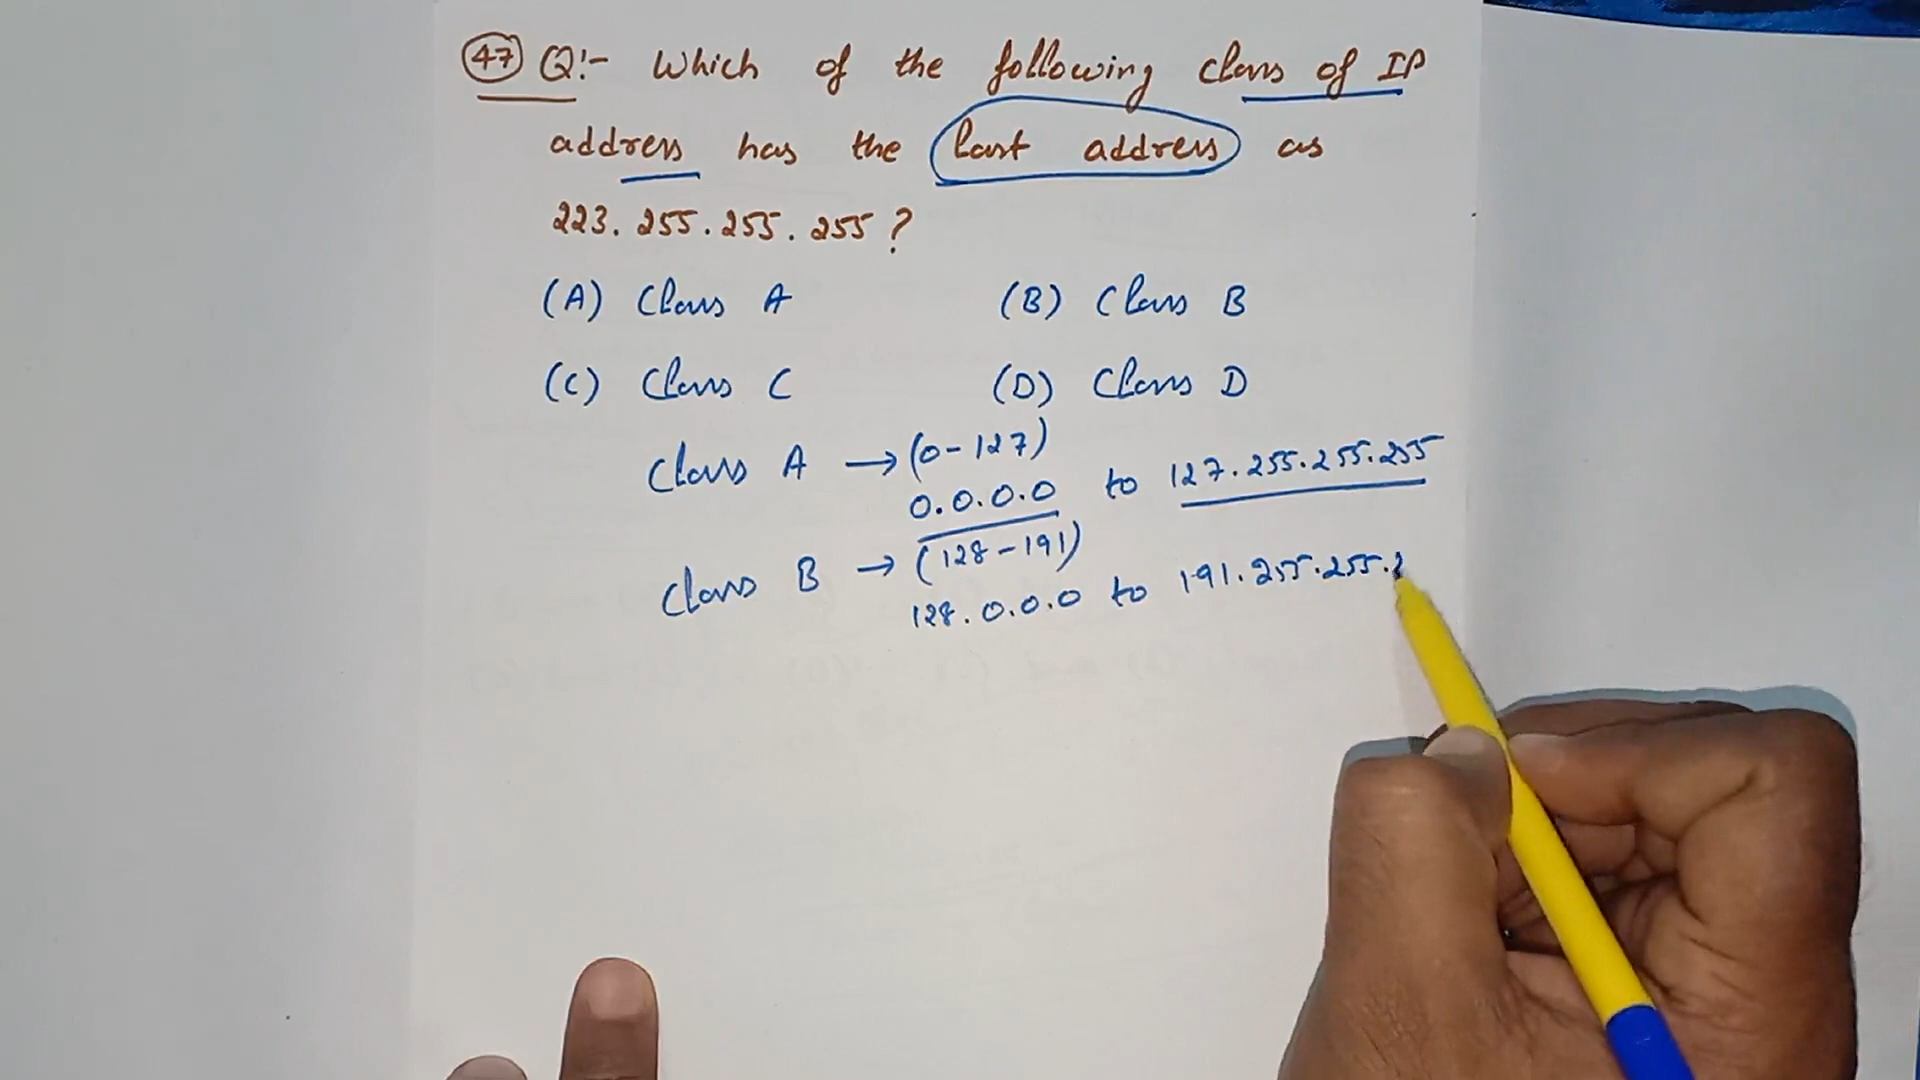 47 Q:- Which of the following class of IP
address has the last address as
223.255.255.255?
(A) Class A (B) Class B
(C) Class C (D) Class D
Class A → (0-127)
0.0.0.0 to 127.255.255.255
Class B → (128-191)
128.0.0.0 to 191.255.255.